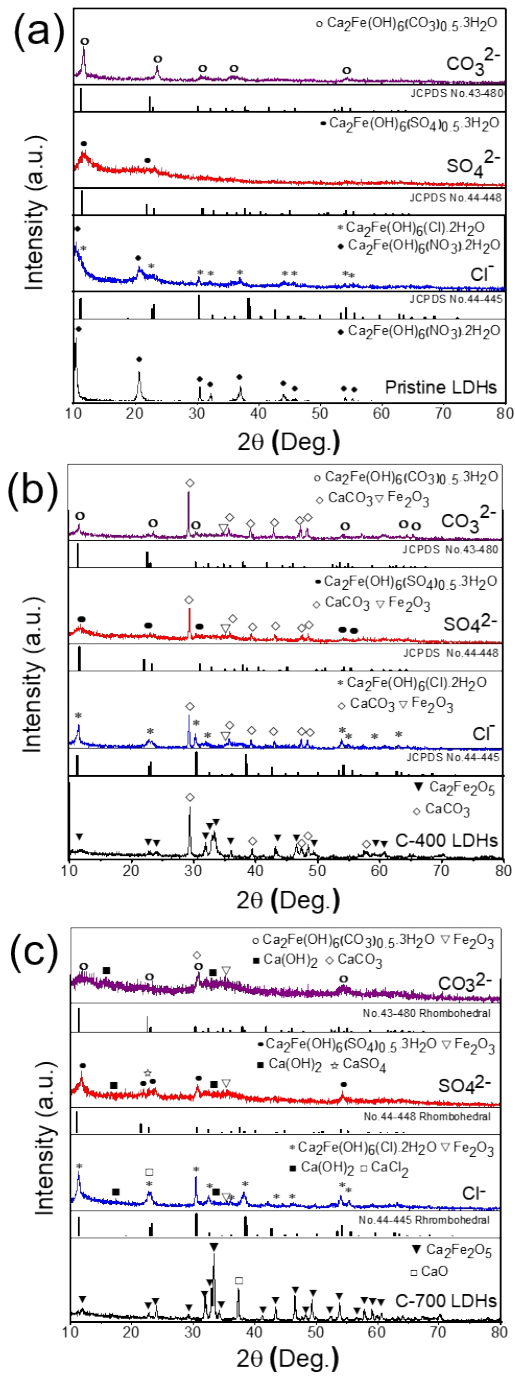 (a)
○ Ca2Fe(OH)6(CO3)0.5.3H2O
CO3 2-
JCPDS No.43-480
● Ca2Fe(OH)6(SO4)0.5.3H2O
SO4 2-
JCPDS No.44-448
* Ca2Fe(OH)6(Cl).2H2O
◆ Ca2Fe(OH)6(NO3).2H2O
Cl-
JCPDS No.44-445
◆ Ca2Fe(OH)6(NO3).2H2O
Pristine LDHs
Intensity (a.u.)
10 20 30 40 50 60 70 80
2θ (Deg.)
(b)
○ Ca2Fe(OH)6(CO3)0.5.3H2O
◇ CaCO3 ▽ Fe2O3
CO3 2-
JCPDS No.43-480
● Ca2Fe(OH)6(SO4)0.5.3H2O
◇ CaCO3 ▽ Fe2O3
SO4 2-
JCPDS No.44-448
* Ca2Fe(OH)6(Cl).2H2O
◇ CaCO3 ▽ Fe2O3
Cl-
JCPDS No.44-445
▼ Ca2Fe2O5
◇ CaCO3
C-400 LDHs
Intensity (a.u.)
10 20 30 40 50 60 70 80
2θ (Deg.)
(c)
○ Ca2Fe(OH)6(CO3)0.5.3H2O ▽ Fe2O3
■ Ca(OH)2 ◇ CaCO3
CO3 2-
No.43-480 Rhombohedral
● Ca2Fe(OH)6(SO4)0.5.3H2O ▽ Fe2O3
■ Ca(OH)2 ☆ CaSO4
SO4 2-
No.44-448 Rhombohedral
* Ca2Fe(OH)6(Cl).2H2O ▽ Fe2O3
■ Ca(OH)2 □ CaCl2
Cl-
No.44-445 Rhrombohedral
▼ Ca2Fe2O5
□ CaO
C-700 LDHs
Intensity (a.u.)
10 20 30 40 50 60 70 80
2θ (Deg.)